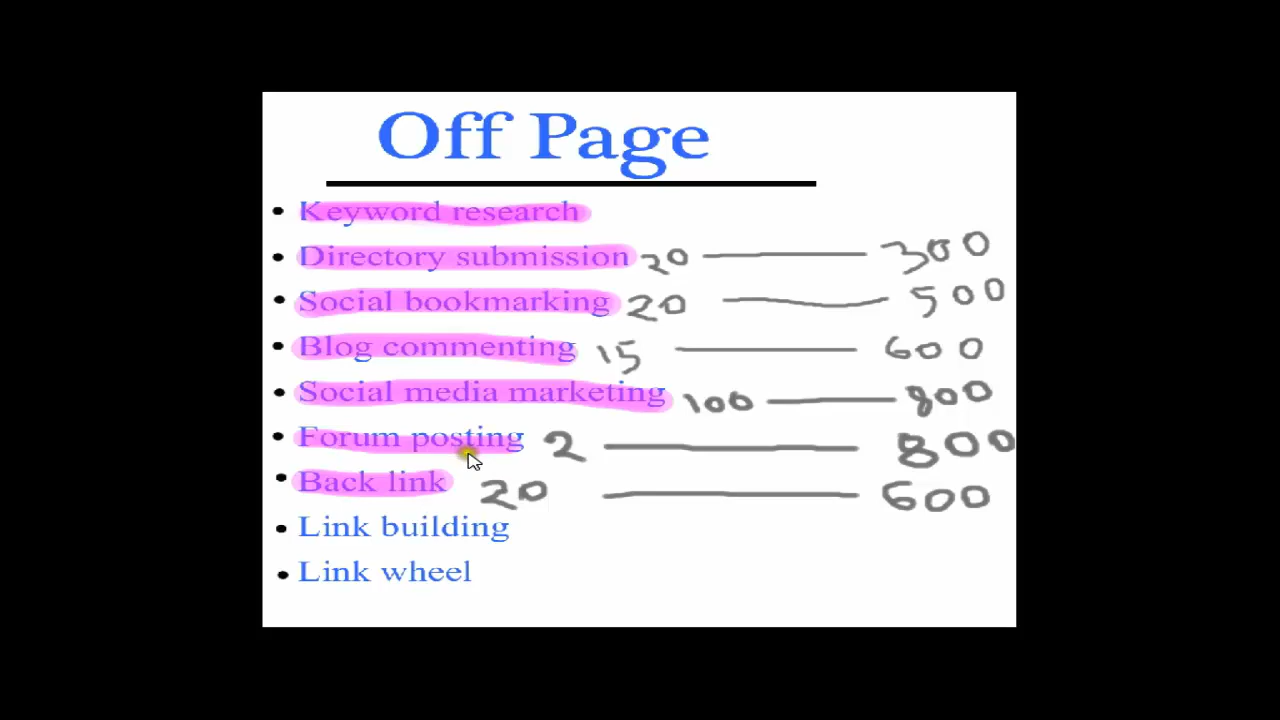 Off Page
• Keyword research
• Directory submission 20 — 300
• Social bookmarking 20 — 500
• Blog commenting 15 — 600
• Social media marketing 100 — 800
• Forum posting 2 — 800
• Back link 20 — 600
• Link building
• Link wheel